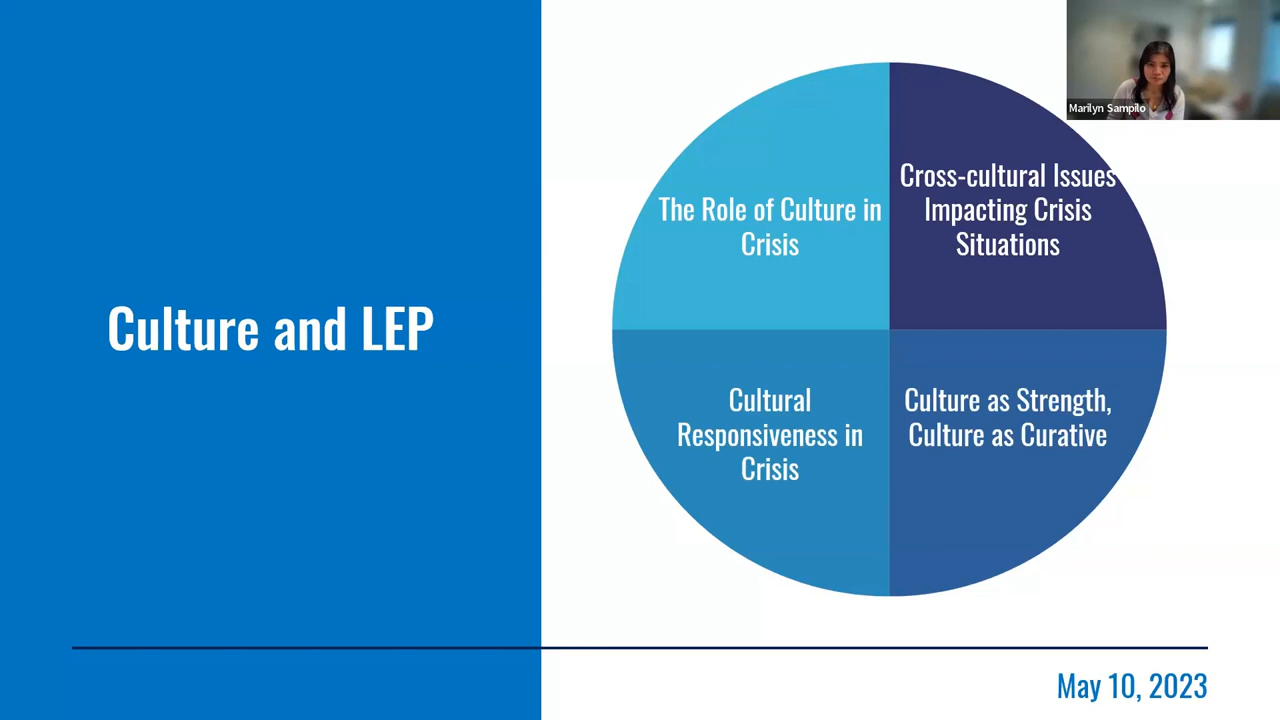 Culture and LEP
The Role of Culture in
Crisis
Cross-cultural Issues
Impacting Crisis
Situations
Cultural
Responsiveness in
Crisis
Culture as Strength,
Culture as Curative
Marilyn Sampilo
May 10, 2023